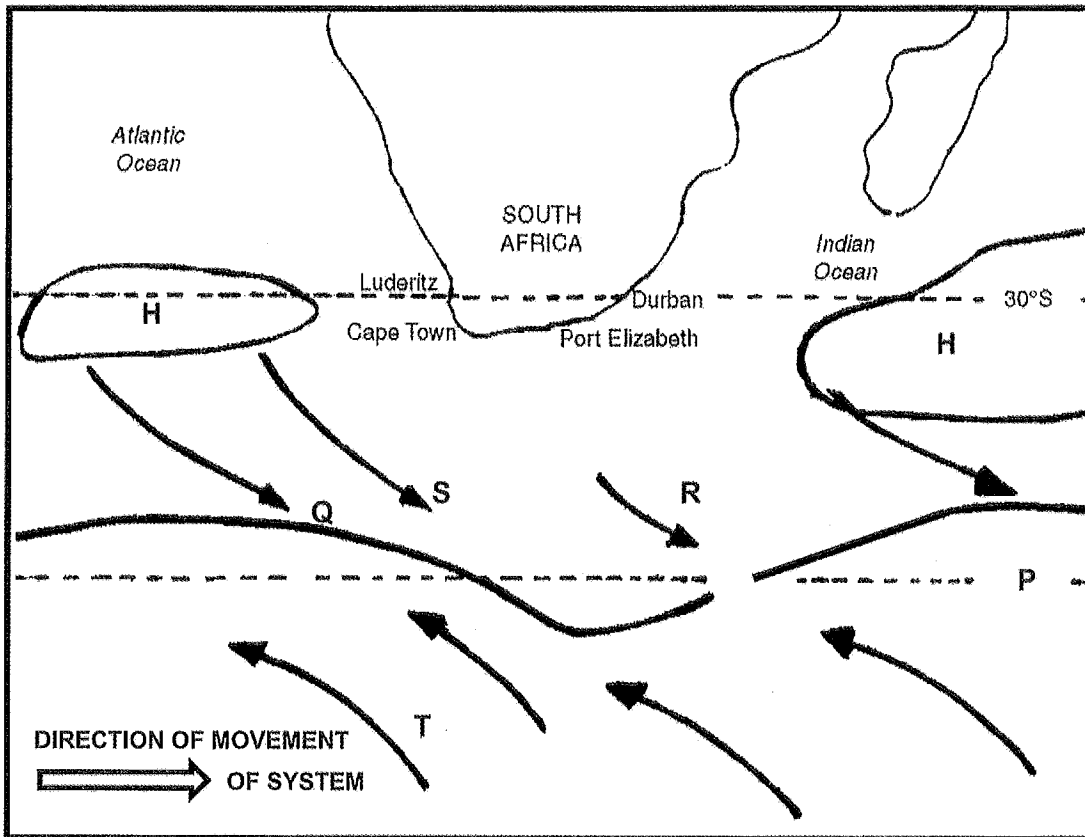 Atlantic
Ocean
SOUTH
AFRICA
Indian
Ocean
Luderitz
Durban
30°S
H
Cape Town
Port Elizabeth
H
S
R
Q
P
T
DIRECTION OF MOVEMENT
OF SYSTEM